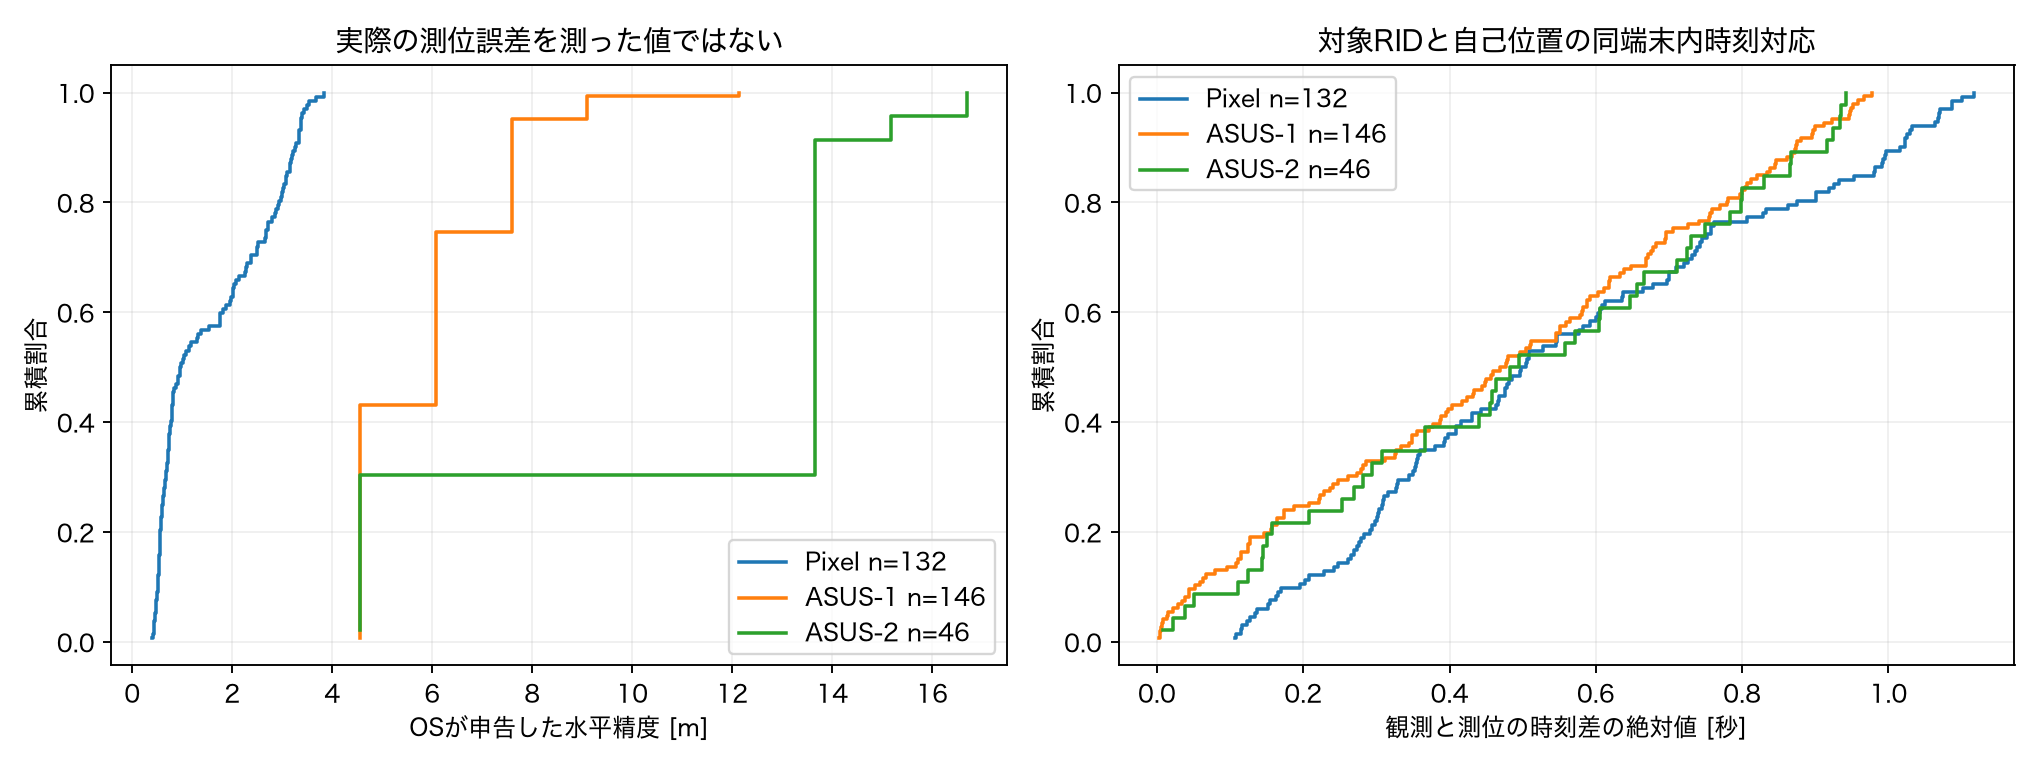 実際の測位誤差を測った値ではない
累積割合
1.0
0.8
0.6
0.4
0.2
0.0
Pixel n=132
ASUS-1 n=146
ASUS-2 n=46
0 2 4 6 8 10 12 14 16
OSが申告した水平精度 [m]
対象RIDと自己位置の同端末内時刻対応
累積割合
1.0
0.8
0.6
0.4
0.2
0.0
Pixel n=132
ASUS-1 n=146
ASUS-2 n=46
0.0 0.2 0.4 0.6 0.8 1.0
観測と測位の時刻差の絶対値 [秒]